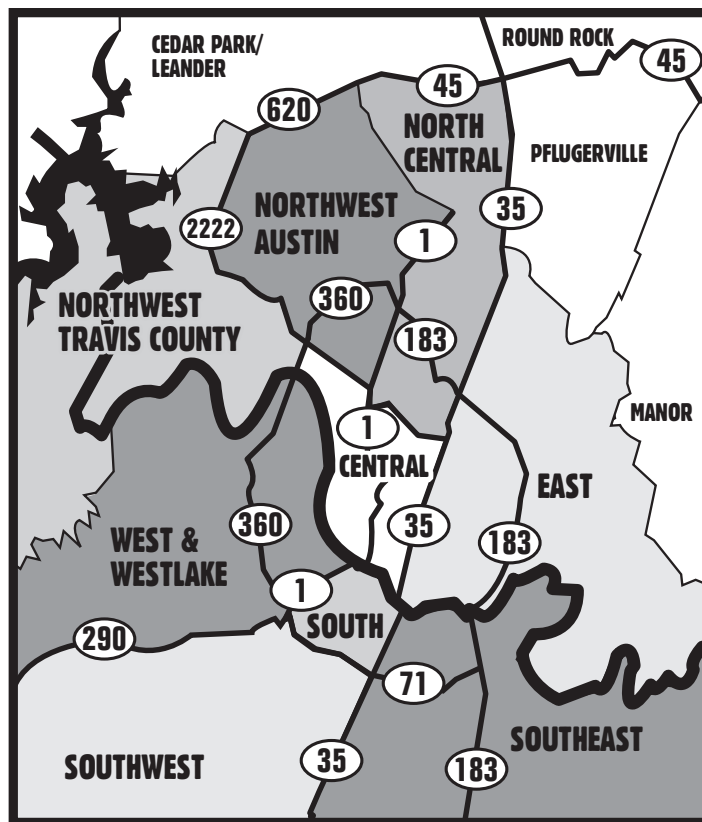 CEDAR PARK/
LEANDER
ROUND ROCK
45
45
620
NORTH
CENTRAL
PFLUGERVILLE
NORTHWEST
AUSTIN
2222
35
1
360
NORTHWEST
TRAVIS COUNTY
183
MANOR
1
CENTRAL
EAST
360
35
183
WEST &
WESTLAKE
1
SOUTH
290
71
SOUTHEAST
SOUTHWEST
35
183